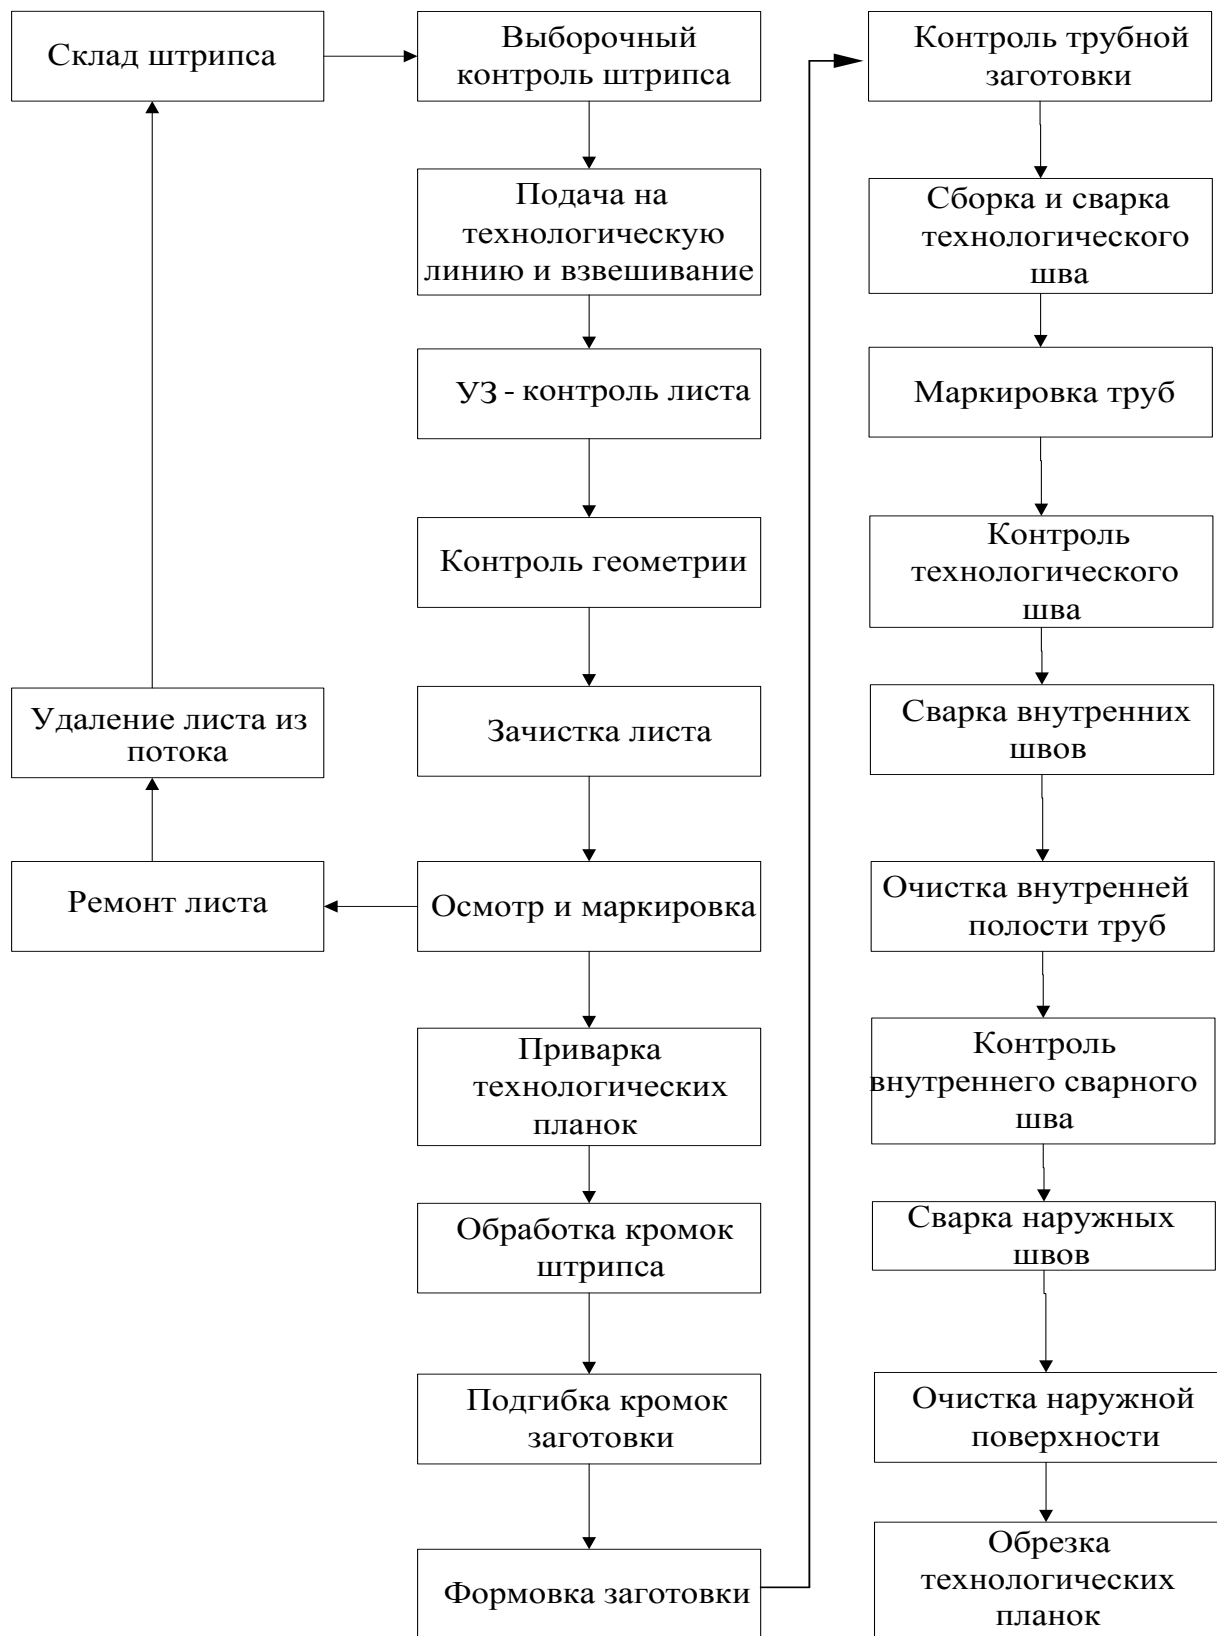 Склад штрипса
Выборочный
контроль штрипса
Подача на
технологическую
линию и взвешивание
УЗ - контроль листа
Контроль геометрии
Зачистка листа
Удаление листа из
потока
Ремонт листа
Осмотр и маркировка
Приварка
технологических
планок
Обработка кромок
штрипса
Подгибка кромок
заготовки
Формовка заготовки
Контроль трубной
заготовки
Сборка и сварка
технологического
шва
Маркировка труб
Контроль
технологического
шва
Сварка внутренних
швов
Очистка внутренней
полости труб
Контроль
внутреннего сварного
шва
Сварка наружных
швов
Очистка наружной
поверхности
Обрезка
технологических
планок